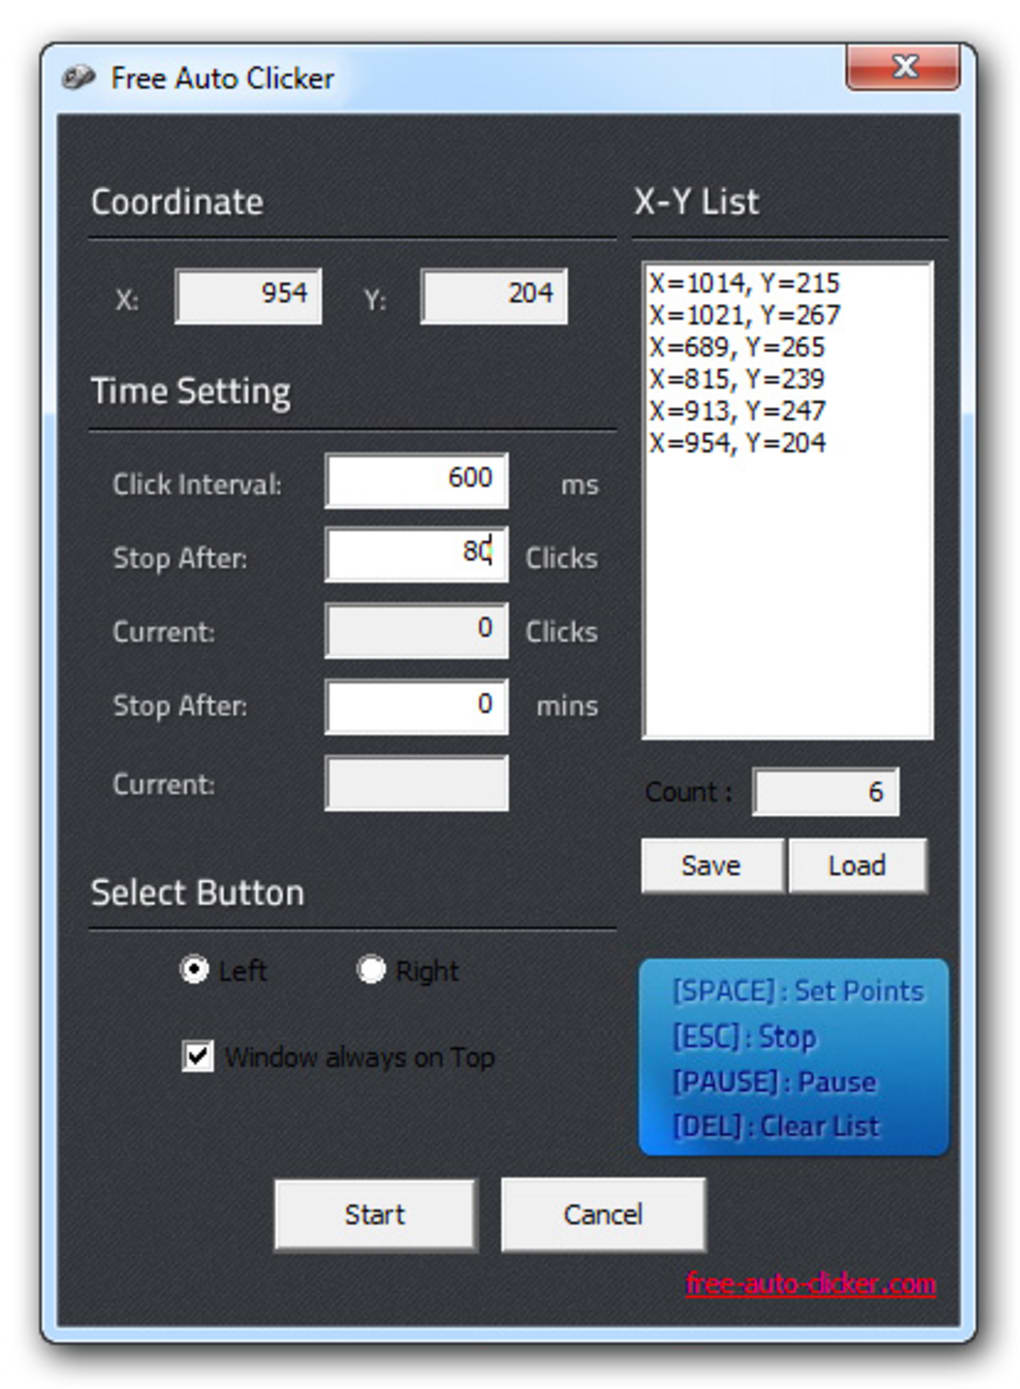 Free Auto Clicker
Coordinate
X: 954 Y: 204
Time Setting
Click Interval: 600 ms
Stop After: 80 Clicks
Current: 0 Clicks
Stop After: 0 mins
Current:
Select Button
Left Right
Window always on Top
X-Y List
X=1014, Y=215
X=1021, Y=267
X=689, Y=265
X=815, Y=239
X=913, Y=247
X=954, Y=204
Count : 6
Save Load
[SPACE] : Set Points
[ESC] : Stop
[PAUSE] : Pause
[DEL] : Clear List
Start Cancel
free-auto-clicker.com